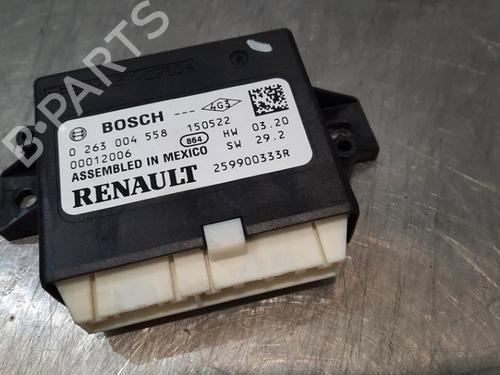 B-PARTS
BOSCH --- 4G3
0 263 004 558 150522
00012006 864 HW 03.20
ASSEMBLED IN MEXICO SW 29.2
RENAULT 259900333R